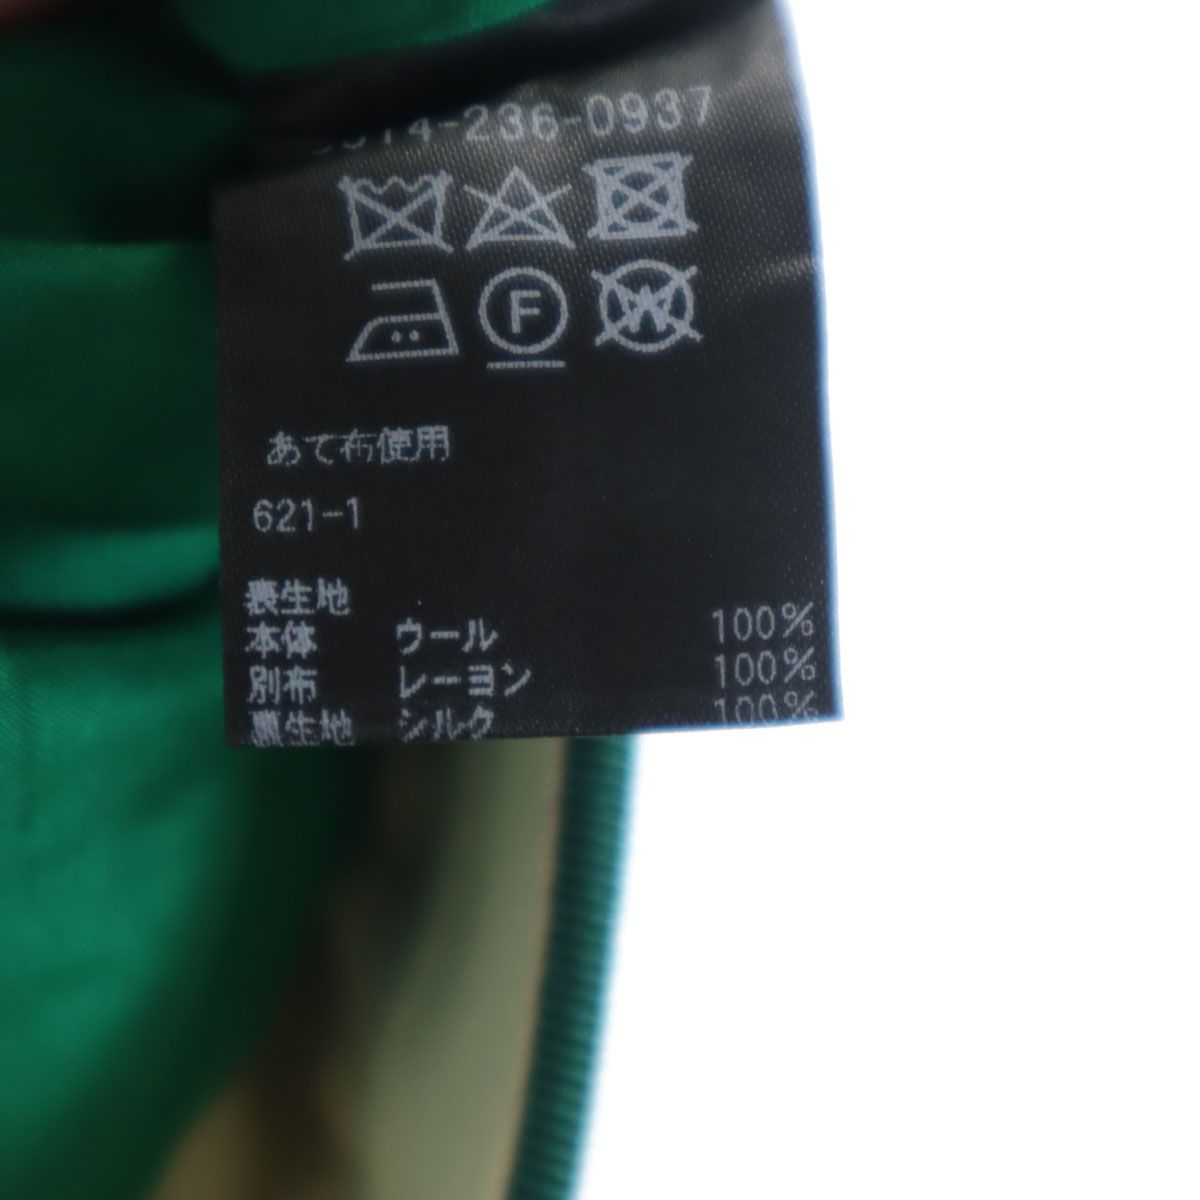 14-236-0937
F
W
あて布使用
621-1
表生地
本体 ウール 100%
別布 レーヨン 100%
裏生地 シルク 100%